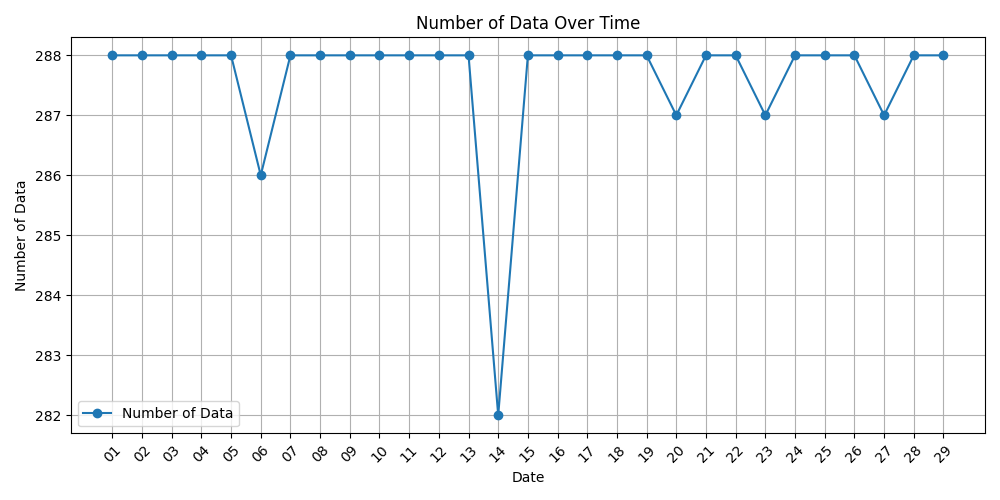 Number of Data Over Time
Number of Data
288
287
286
285
284
283
282
Number of Data
01 02 03 04 05 06 07 08 09 10 11 12 13 14 15 16 17 18 19 20 21 22 23 24 25 26 27 28 29
Date